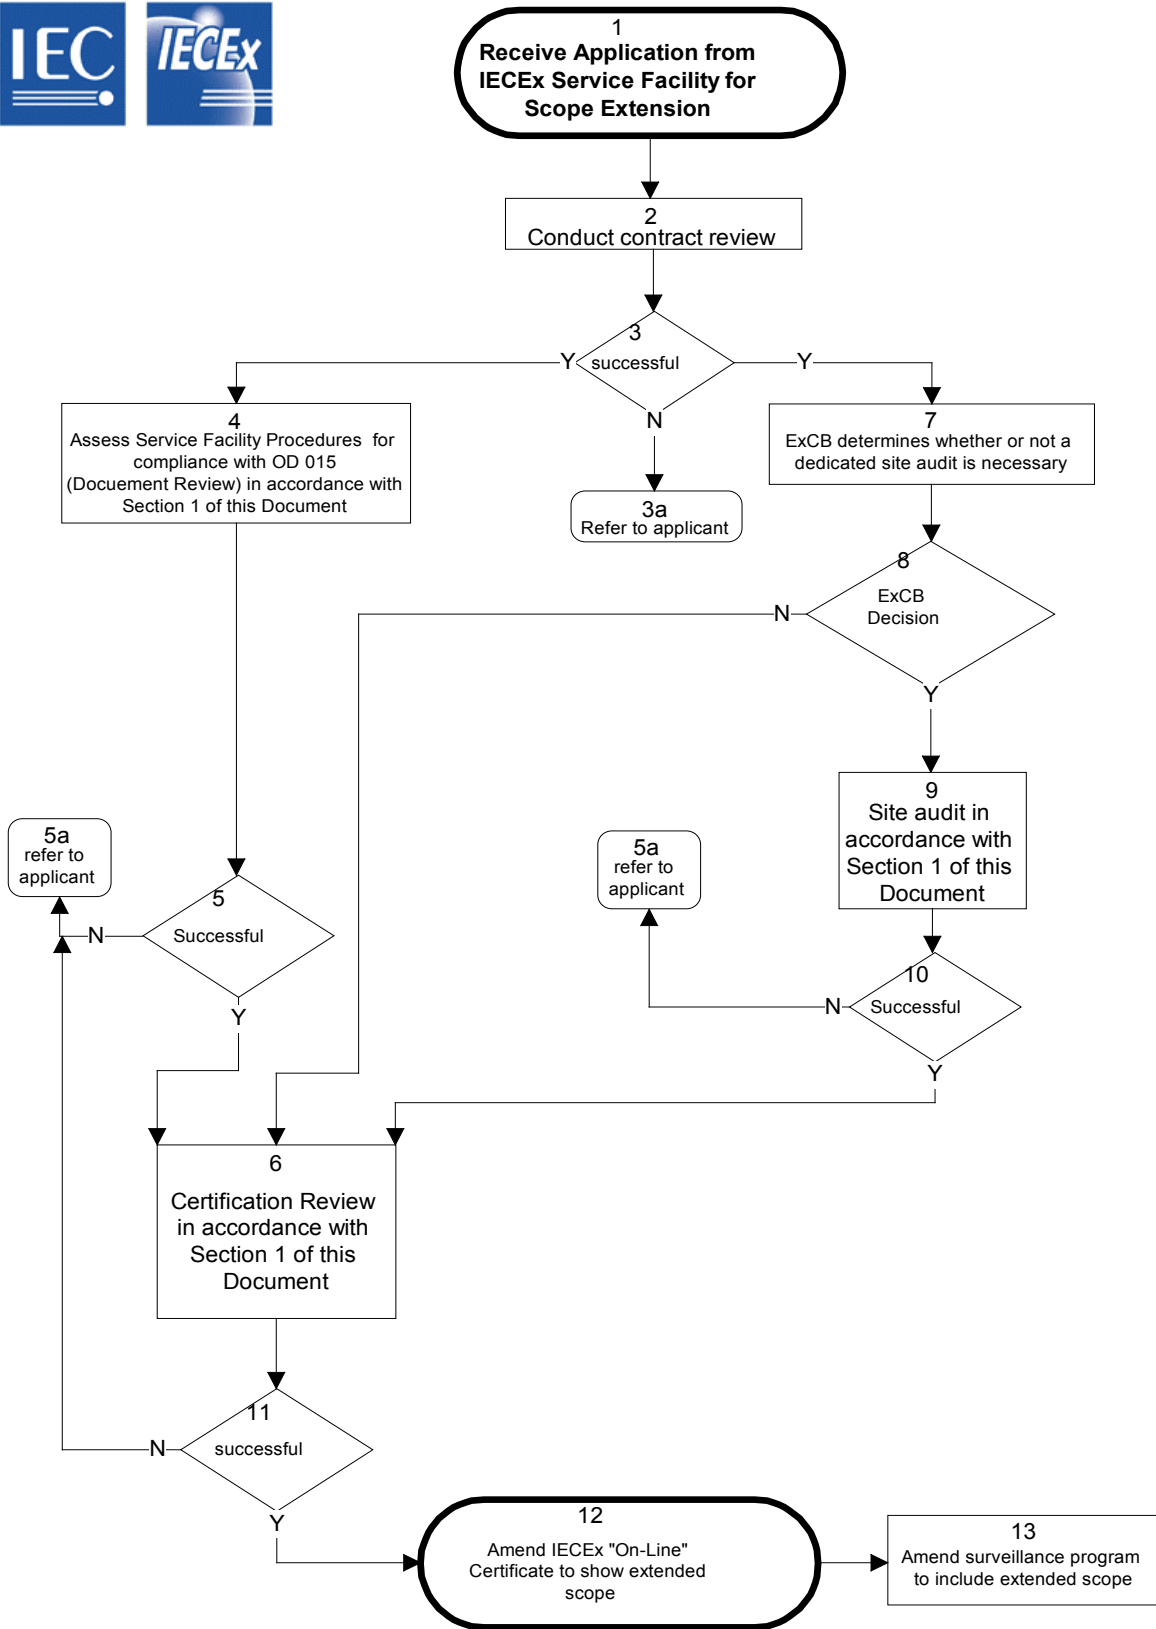 IEC
IECEx
1
Receive Application from
IECEx Service Facility for
Scope Extension
2
Conduct contract review
3
successful
Y
Y
N
3a
Refer to applicant
4
Assess Service Facility Procedures for
compliance with OD 015
(Docuement Review) in accordance with
Section 1 of this Document
7
ExCB determines whether or not a
dedicated site audit is necessary
8
ExCB
Decision
N
Y
9
Site audit in
accordance with
Section 1 of this
Document
5a
refer to
applicant
5
Successful
N
Y
5a
refer to
applicant
10
Successful
N
Y
6
Certification Review
in accordance with
Section 1 of this
Document
11
successful
N
Y
12
Amend IECEx "On-Line"
Certificate to show extended
scope
13
Amend surveillance program
to include extended scope